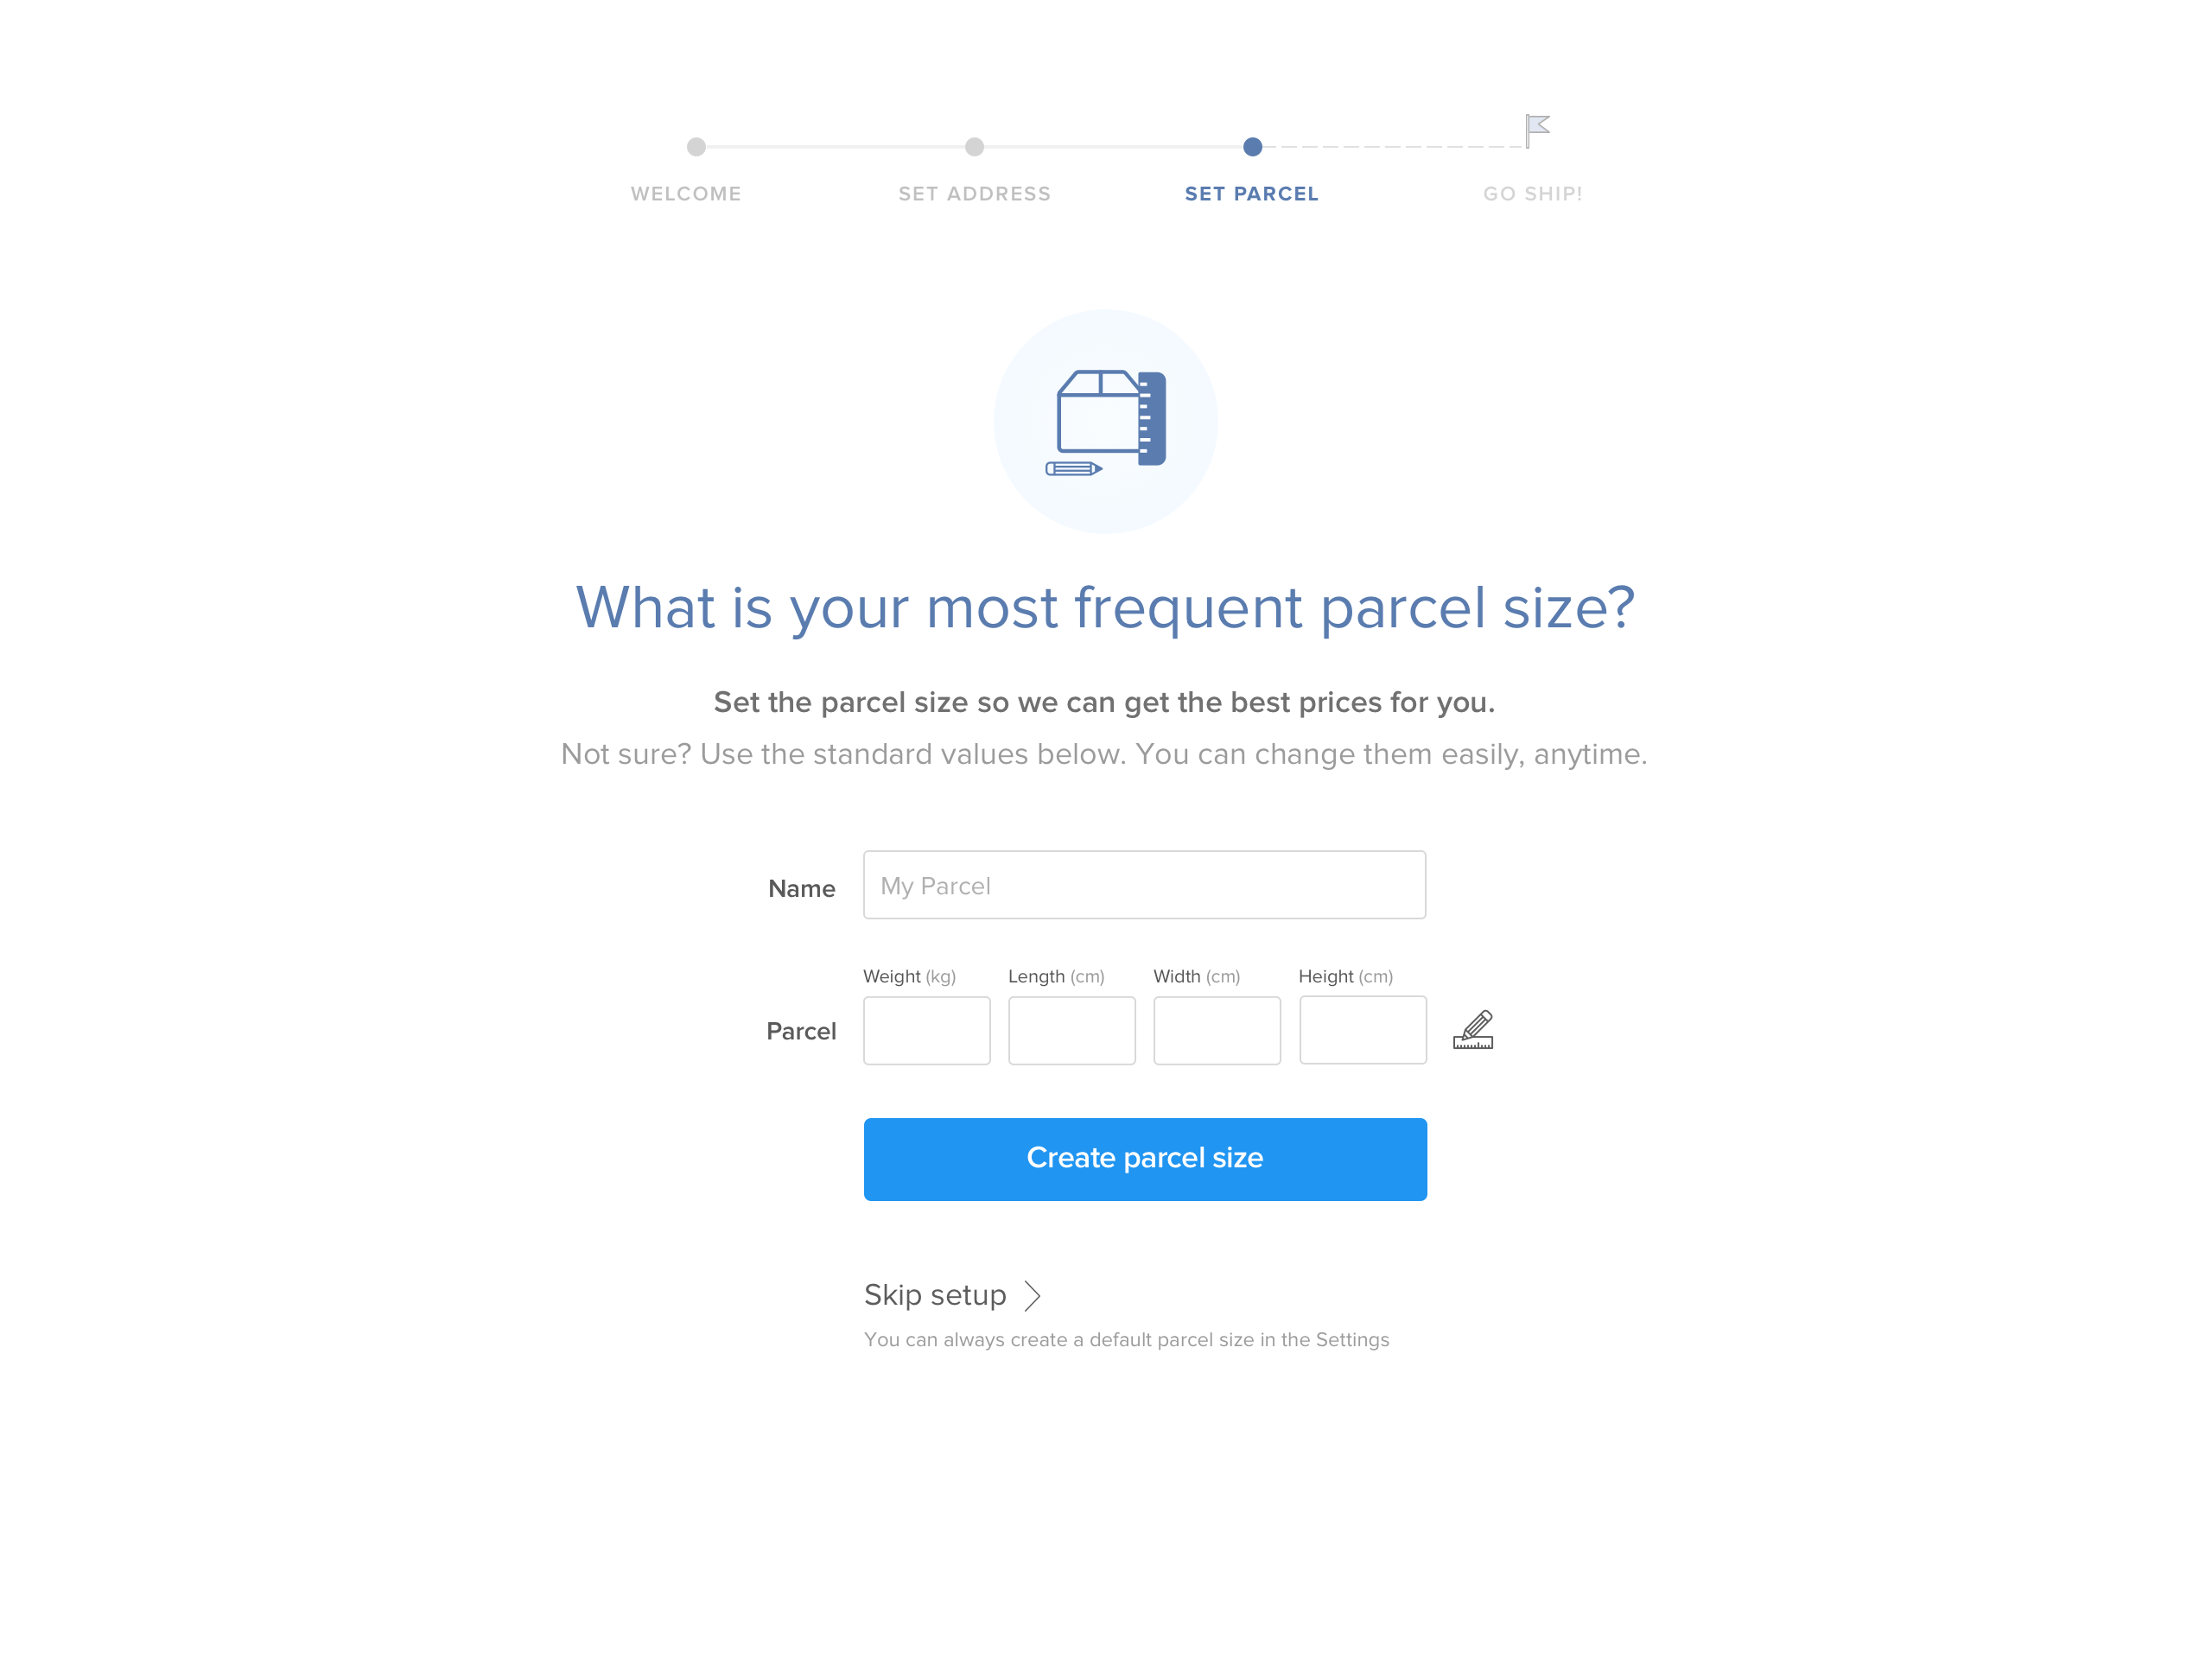 WELCOME SET ADDRESS SET PARCEL GO SHIP!
What is your most frequent parcel size?
Set the parcel size so we can get the best prices for you.
Not sure? Use the standard values below. You can change them easily, anytime.
Name My Parcel
Weight (kg) Length (cm) Width (cm) Height (cm)
Parcel
Create parcel size
Skip setup
You can always create a default parcel size in the Settings